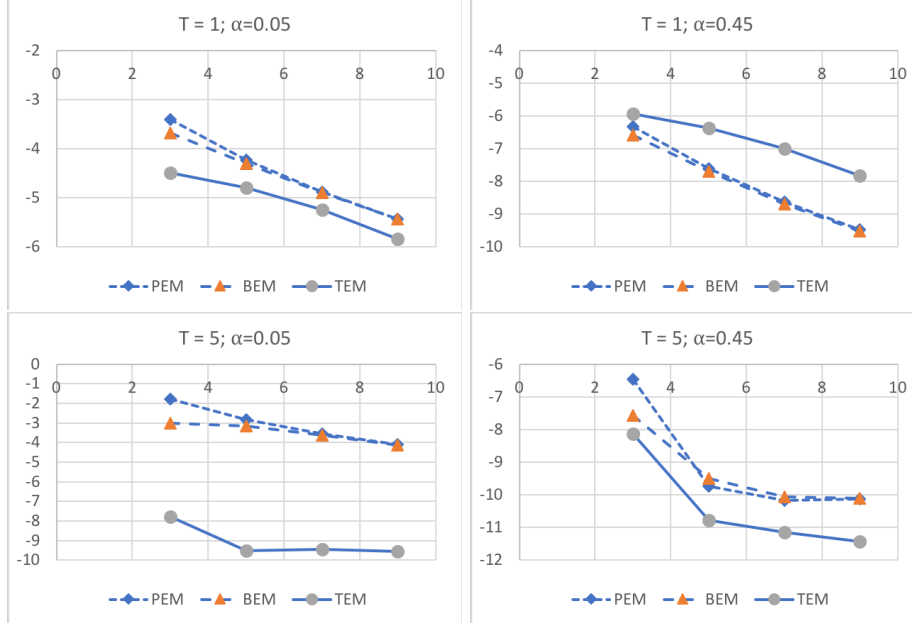 T = 1; α=0.05
-2
0 2 4 6 8 10
-3
-4
-5
-6
PEM BEM TEM
T = 1; α=0.45
-4
0 2 4 6 8 10
-5
-6
-7
-8
-9
-10
PEM BEM TEM
T = 5; α=0.05
0
0 2 4 6 8 10
-1
-2
-3
-4
-5
-6
-7
-8
-9
-10
PEM BEM TEM
T = 5; α=0.45
-6
0 2 4 6 8 10
-7
-8
-9
-10
-11
-12
PEM BEM TEM